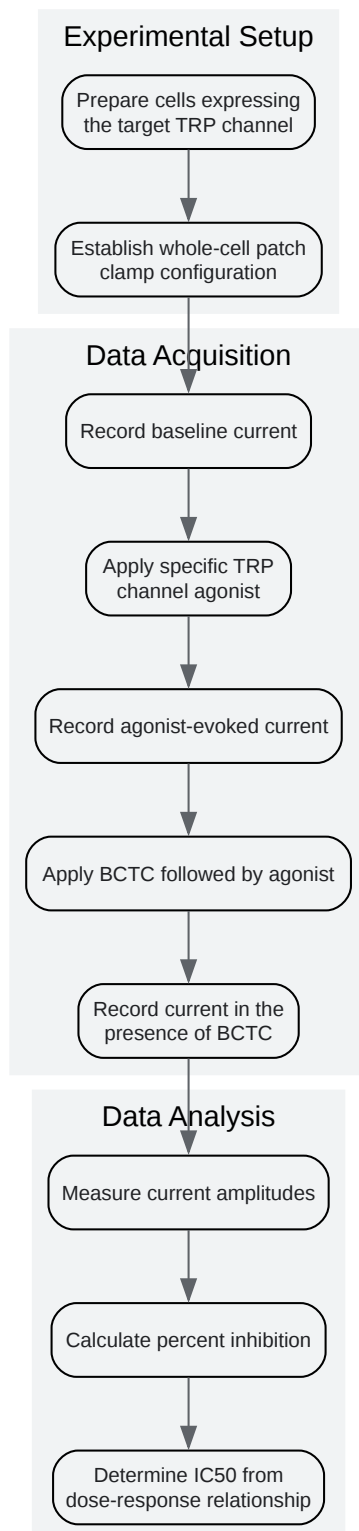 Experimental Setup
Prepare cells expressing
the target TRP channel
Establish whole-cell patch
clamp configuration
Data Acquisition
Record baseline current
Apply specific TRP
channel agonist
Record agonist-evoked current
Apply BCTC followed by agonist
Record current in the
presence of BCTC
Data Analysis
Measure current amplitudes
Calculate percent inhibition
Determine IC50 from
dose-response relationship